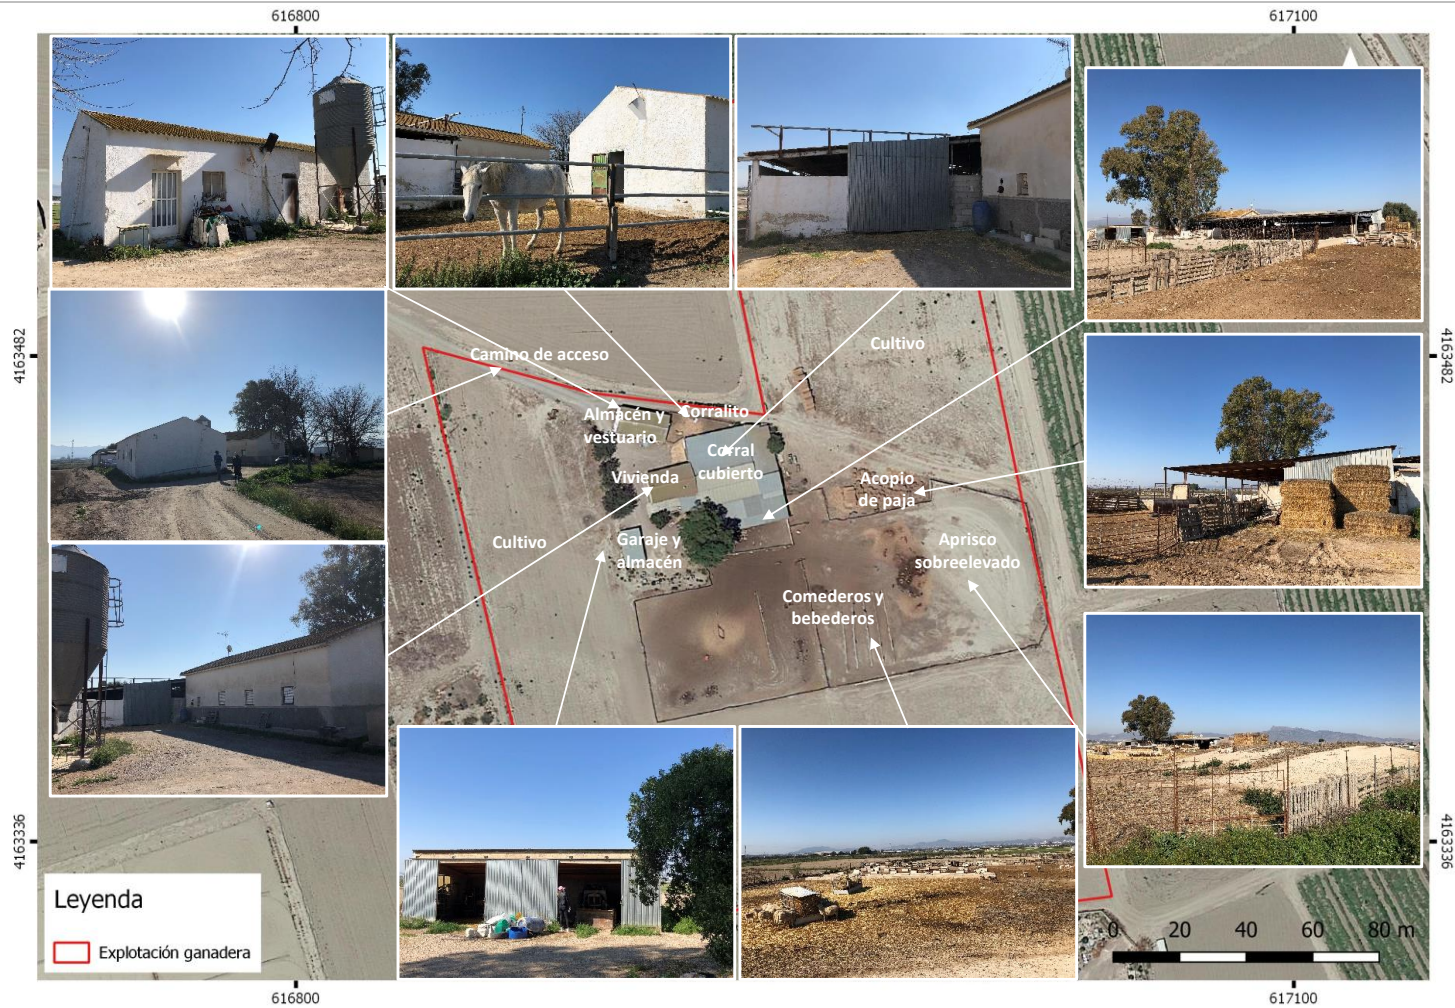 616800
617100
4163482
4163482
Cultivo
Camino de acceso
Almacén y
vestuario
Corralito
Corral
cubierto
Vivienda
Acopio
de paja
Cultivo
Garaje y
almacén
Aprisco
sobreelevado
Comederos y
bebederos
4163336
4163336
Leyenda
Explotación ganadera
0 20 40 60 80 m
616800
617100